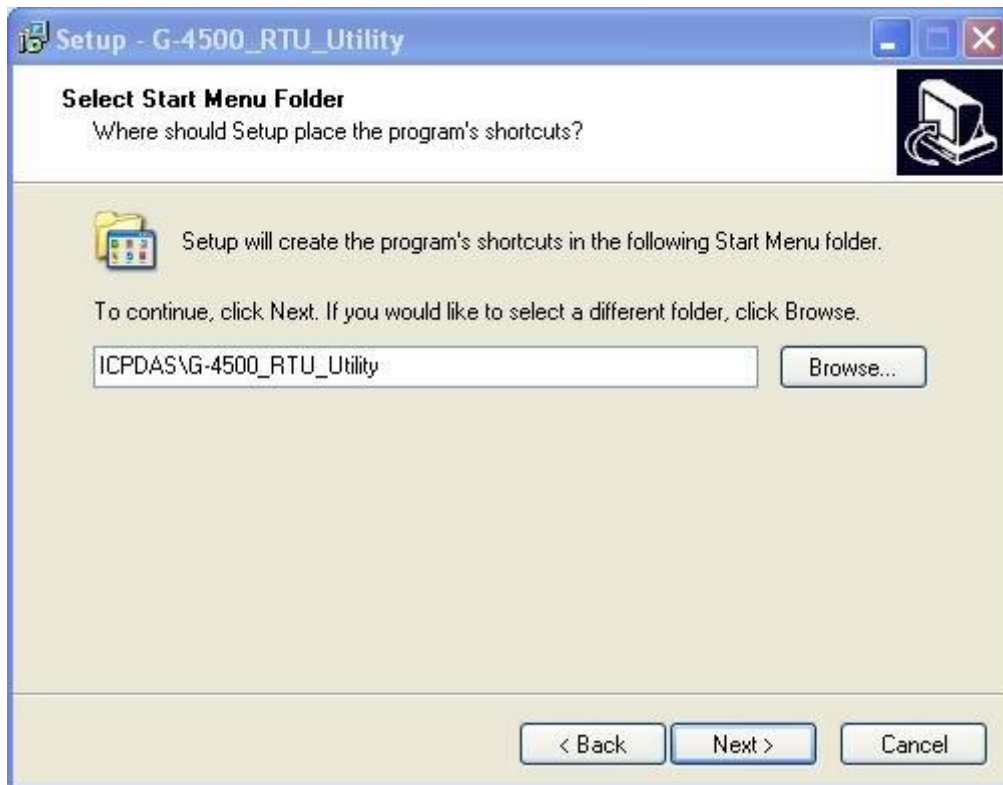 Setup - G-4500_RTU_Utility
Select Start Menu Folder
Where should Setup place the program's shortcuts?
Setup will create the program's shortcuts in the following Start Menu folder.
To continue, click Next. If you would like to select a different folder, click Browse.
ICPDAS\G-4500_RTU_Utility
Browse...
< Back
Next >
Cancel